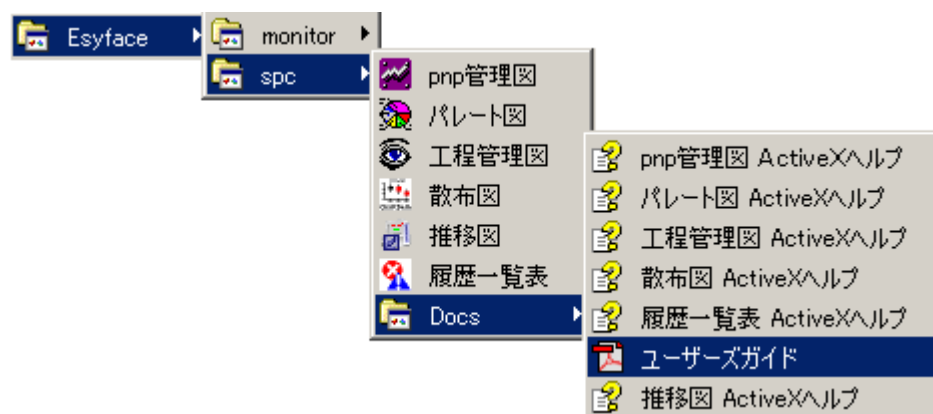 Esyface
monitor
spc
pnp管理図
パレート図
工程管理図
散布図
推移図
履歴一覧表
Docs
pnp管理図 ActiveXヘルプ
パレート図 ActiveXヘルプ
工程管理図 ActiveXヘルプ
散布図 ActiveXヘルプ
履歴一覧表 ActiveXヘルプ
ユーザーズガイド
推移図 ActiveXヘルプ